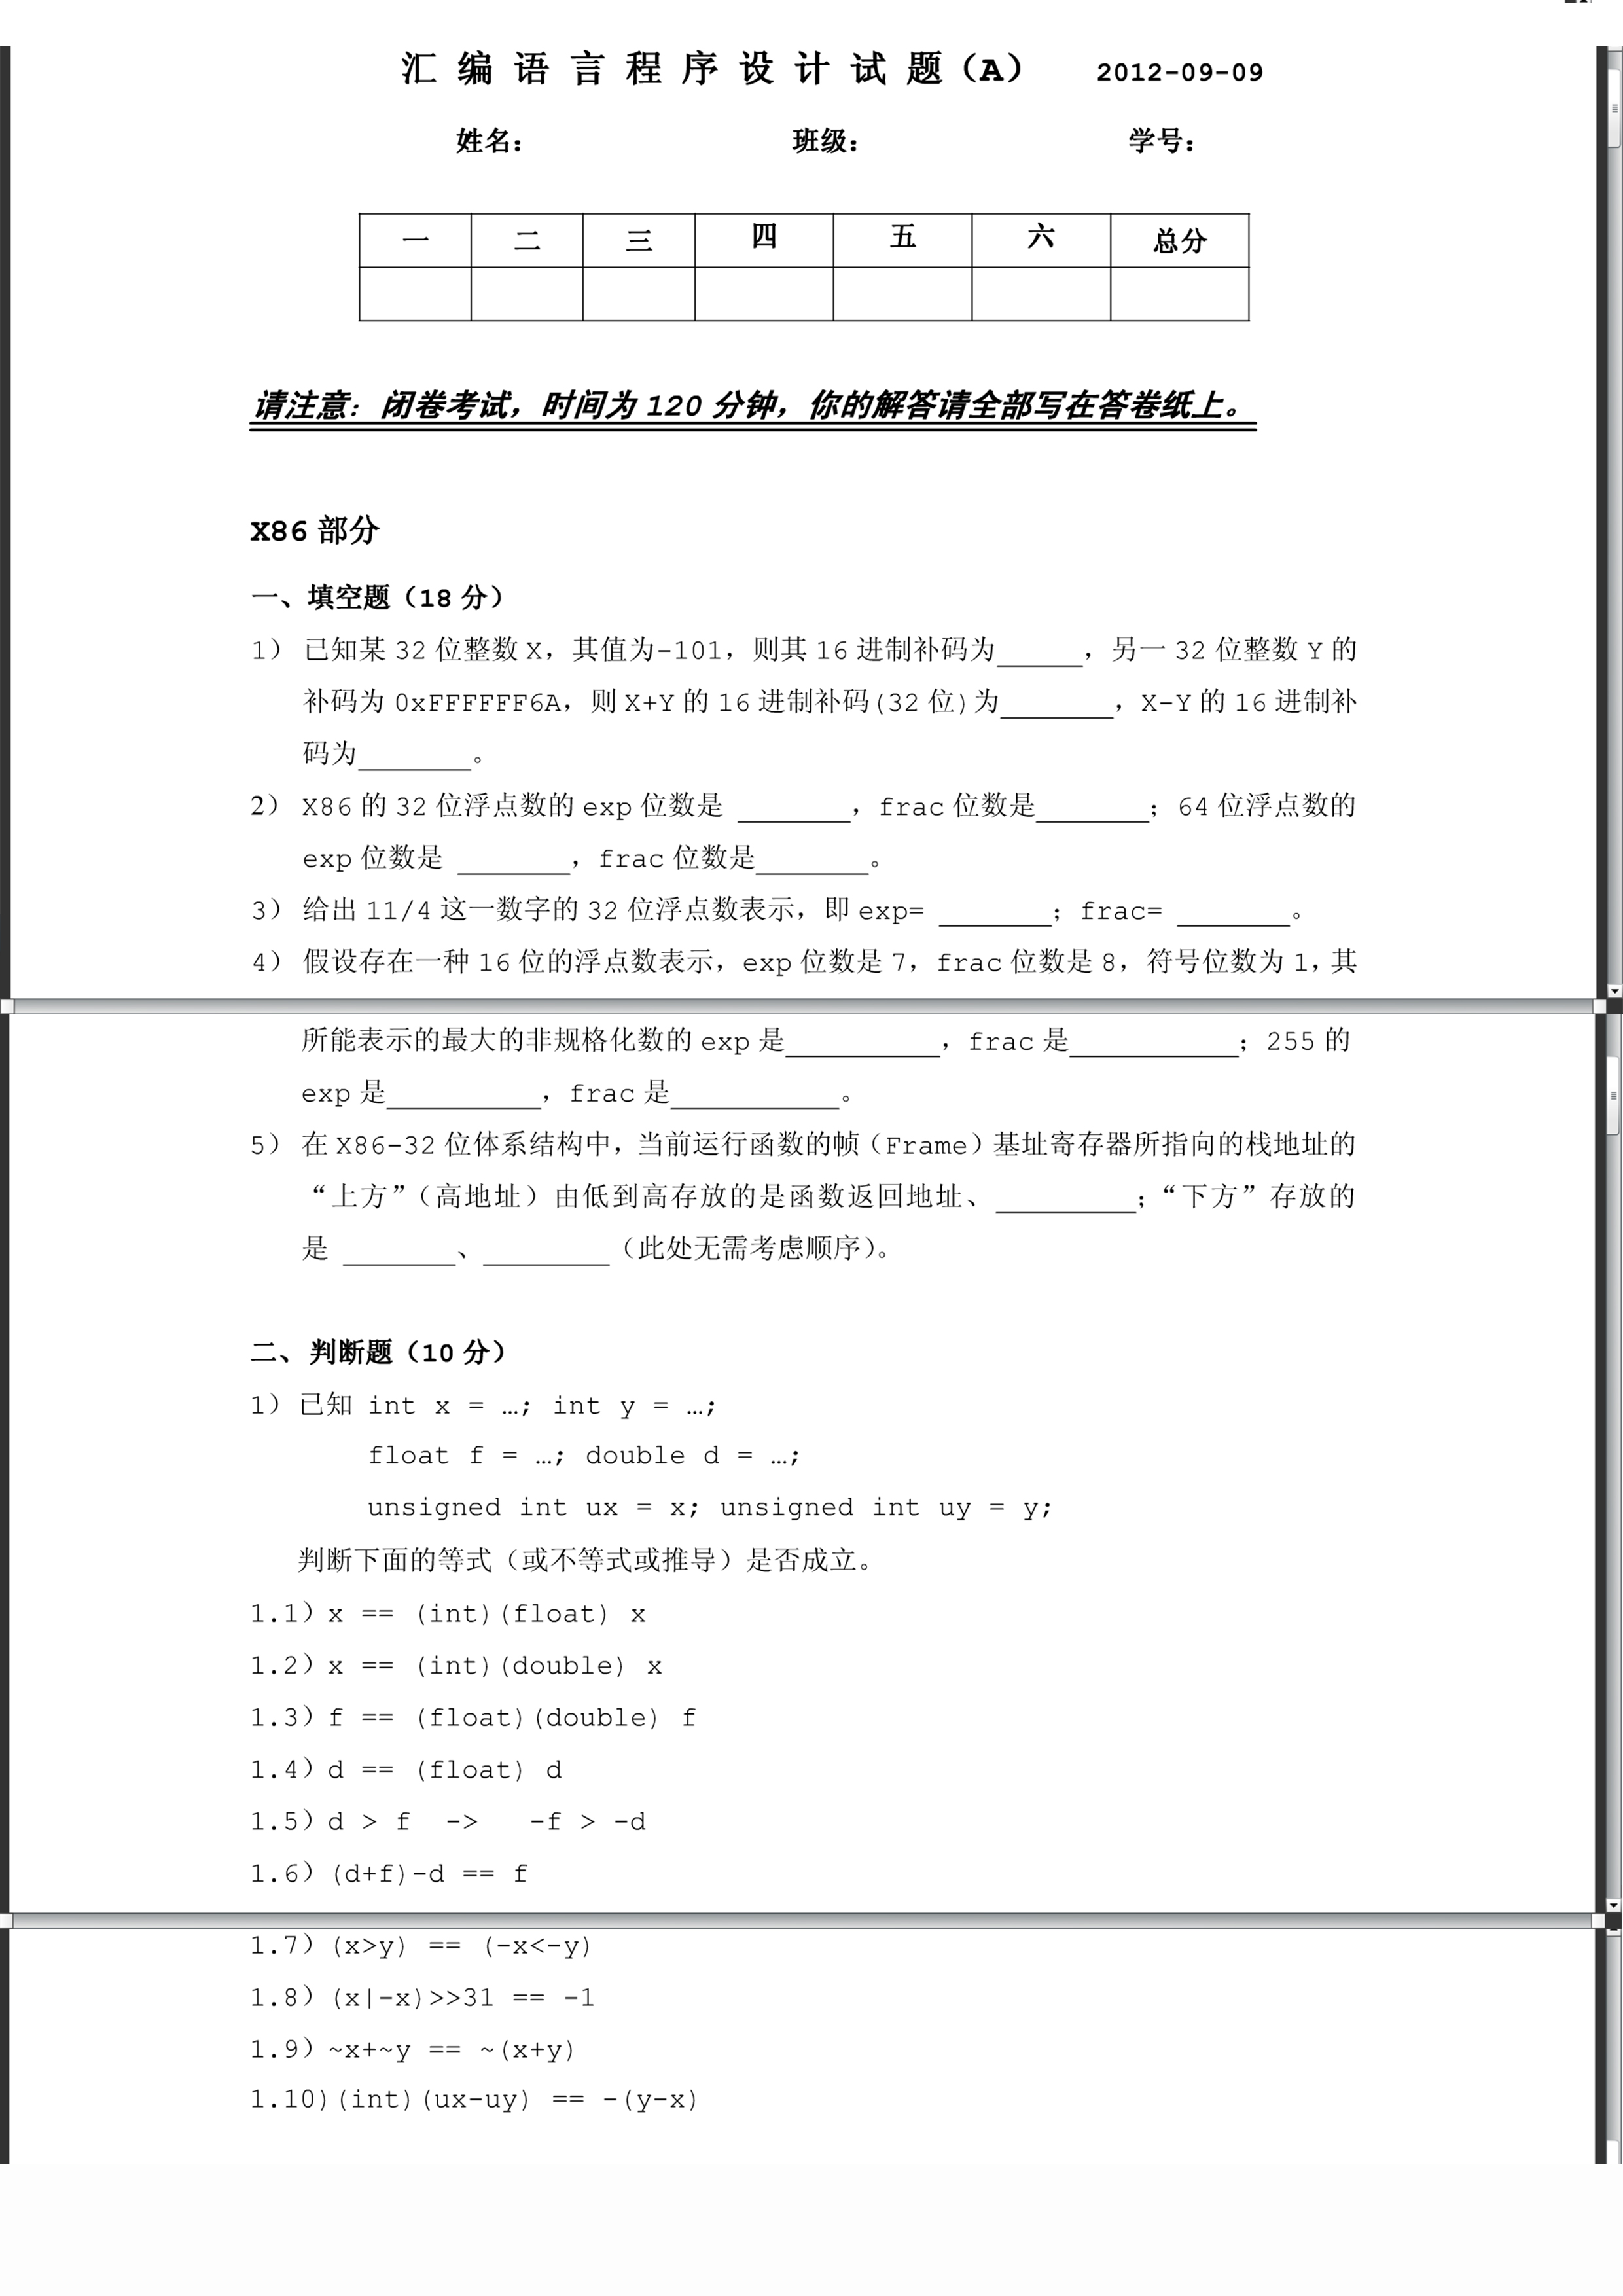 汇编语言程序设计试题（A） 2012-09-09
姓名： 班级： 学号：
一 二 三 四 五 六 总分
请注意：闭卷考试，时间为 120 分钟，你的解答请全部写在答卷纸上。
X86 部分
一、填空题（18 分）
1） 已知某 32 位整数 X，其值为-101，则其 16 进制补码为______，另一 32 位整数 Y 的
补码为 0xFFFFFF6A，则 X+Y 的 16 进制补码(32 位)为________，X-Y 的 16 进制补
码为________。
2） X86 的 32 位浮点数的 exp 位数是 ________，frac 位数是________；64 位浮点数的
exp 位数是 ________，frac 位数是________。
3） 给出 11/4 这一数字的 32 位浮点数表示，即 exp= ________；frac= ________。
4） 假设存在一种 16 位的浮点数表示，exp 位数是 7，frac 位数是 8，符号位数为 1，其
所能表示的最大的非规格化数的 exp 是___________，frac 是____________；255 的
exp 是___________，frac 是____________。
5） 在 X86-32 位体系结构中，当前运行函数的帧（Frame）基址寄存器所指向的栈地址的
“上方”（高地址）由低到高存放的是函数返回地址、 __________；“下方”存放的
是 ________、_________（此处无需考虑顺序）。
二、判断题（10 分）
1） 已知 int x = …; int y = …;
float f = …; double d = …;
unsigned int ux = x; unsigned int uy = y;
判断下面的等式（或不等式或推导）是否成立。
1.1）x == (int)(float) x
1.2）x == (int)(double) x
1.3）f == (float)(double) f
1.4）d == (float) d
1.5）d > f -> -f > -d
1.6）(d+f)-d == f
1.7）(x>y) == (-x<-y)
1.8）(x|-x)>>31 == -1
1.9）~x+~y == ~(x+y)
1.10)(int)(ux-uy) == -(y-x)